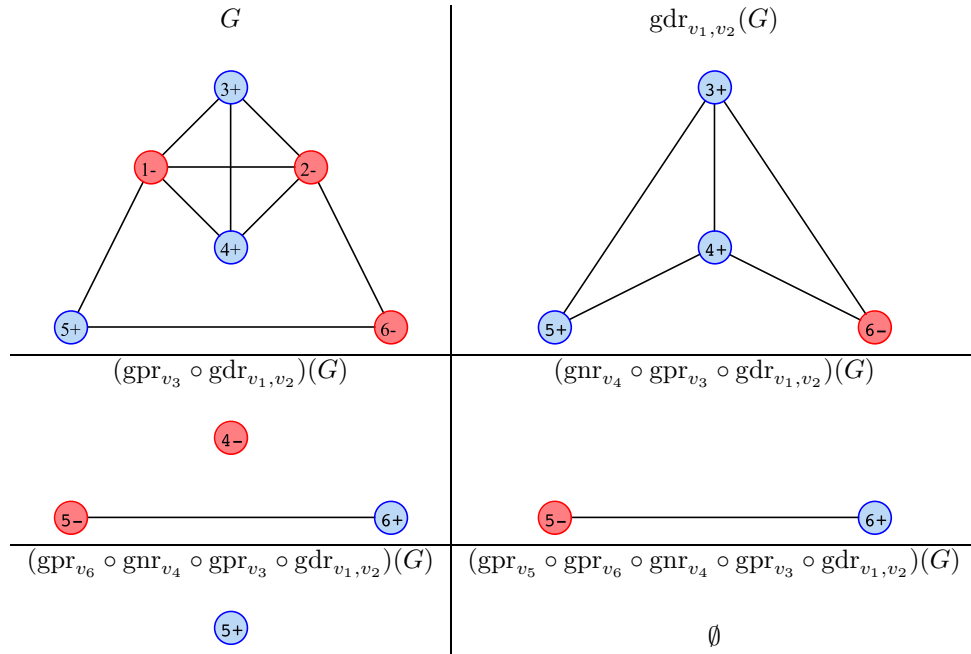 G
3+
1-
2-
4+
5+
6-
gdr_{v_1,v_2}(G)
3+
4+
5+
6-
(gpr_{v_3} ∘ gdr_{v_1,v_2})(G)
4-
5-
6+
(gnr_{v_4} ∘ gpr_{v_3} ∘ gdr_{v_1,v_2})(G)
5-
6+
(gpr_{v_6} ∘ gnr_{v_4} ∘ gpr_{v_3} ∘ gdr_{v_1,v_2})(G)
5+
(gpr_{v_5} ∘ gpr_{v_6} ∘ gnr_{v_4} ∘ gpr_{v_3} ∘ gdr_{v_1,v_2})(G)
∅